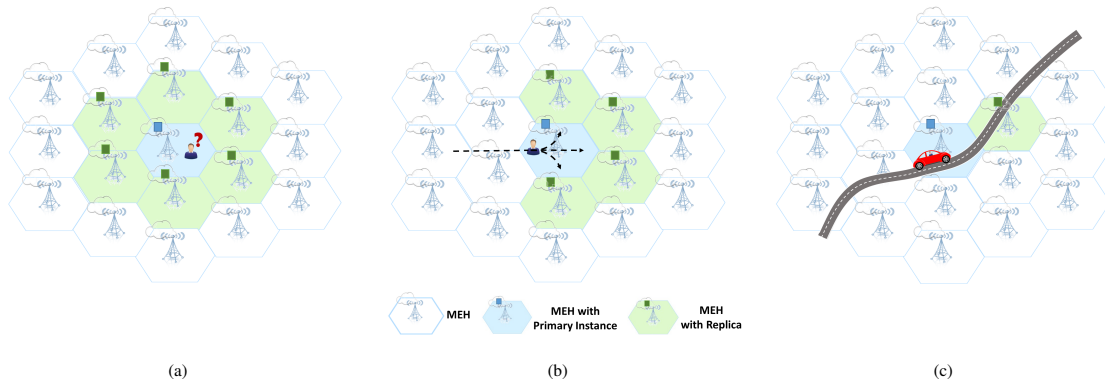 ?
MEH
MEH with
Primary Instance
MEH
with Replica
(a)
(b)
(c)